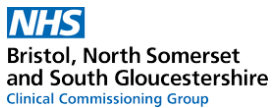 NHS
Bristol, North Somerset
and South Gloucestershire
Clinical Commissioning Group